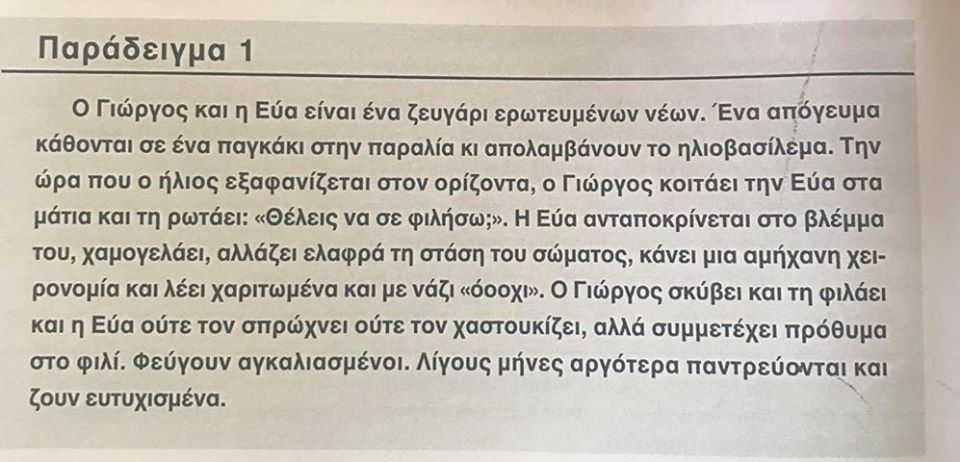 Παράδειγμα 1
Ο Γιώργος και η Εύα είναι ένα ζευγάρι ερωτευμένων νέων. Ένα απόγευμα
κάθονται σε ένα παγκάκι στην παραλία κι απολαμβάνουν το ηλιοβασίλεμα. Την
ώρα που ο ήλιος εξαφανίζεται στον ορίζοντα, ο Γιώργος κοιτάει την Εύα στα
μάτια και τη ρωτάει: «Θέλεις να σε φιλήσω;». Η Εύα ανταποκρίνεται στο βλέμμα
του, χαμογελάει, αλλάζει ελαφρά τη στάση του σώματος, κάνει μια αμήχανη χει-
ρονομία και λέει χαριτωμένα και με νάζι «όοοχι». Ο Γιώργος σκύβει και τη φιλάει
και η Εύα ούτε τον σπρώχνει ούτε τον χαστουκίζει, αλλά συμμετέχει πρόθυμα
στο φιλί. Φεύγουν αγκαλιασμένοι. Λίγους μήνες αργότερα παντρεύονται και
ζουν ευτυχισμένα.